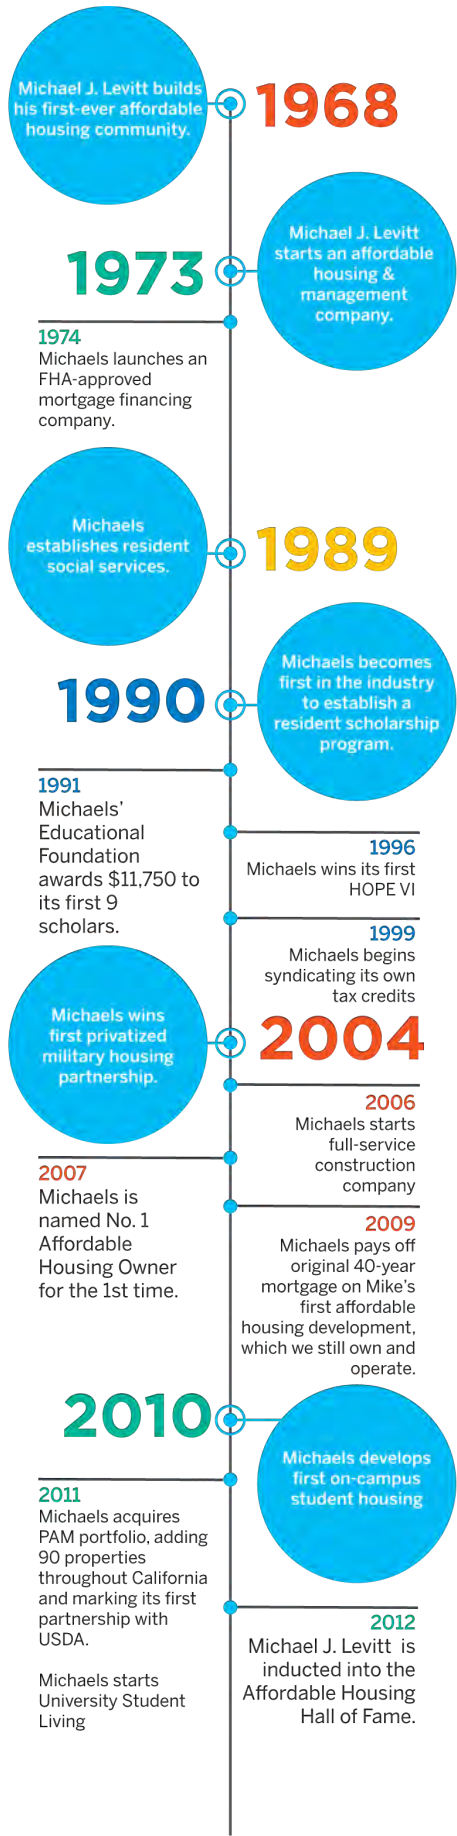 Michael J. Levitt builds
his first-ever affordable
housing community.
1968
1973
Michael J. Levitt
starts an affordable
housing &
management
company.
1974
Michaels launches an
FHA-approved
mortgage financing
company.
Michaels
establishes resident
social services.
1989
1990
Michaels becomes
first in the industry
to establish a
resident scholarship
program.
1991
Michaels’
Educational
Foundation
awards $11,750 to
its first 9
scholars.
1996
Michaels wins its first
HOPE VI
1999
Michaels begins
syndicating its own
tax credits
Michaels wins
first privatized
military housing
partnership.
2004
2006
Michaels starts
full-service
construction
company
2007
Michaels is
named No. 1
Affordable
Housing Owner
for the 1st time.
2009
Michaels pays off
original 40-year
mortgage on Mike’s
first affordable
housing development,
which we still own and
operate.
2010
Michaels develops
first on-campus
student housing
2011
Michaels acquires
PAM portfolio, adding
90 properties
throughout California
and marking its first
partnership with
USDA.
Michaels starts
University Student
Living
2012
Michael J. Levitt is
inducted into the
Affordable Housing
Hall of Fame.